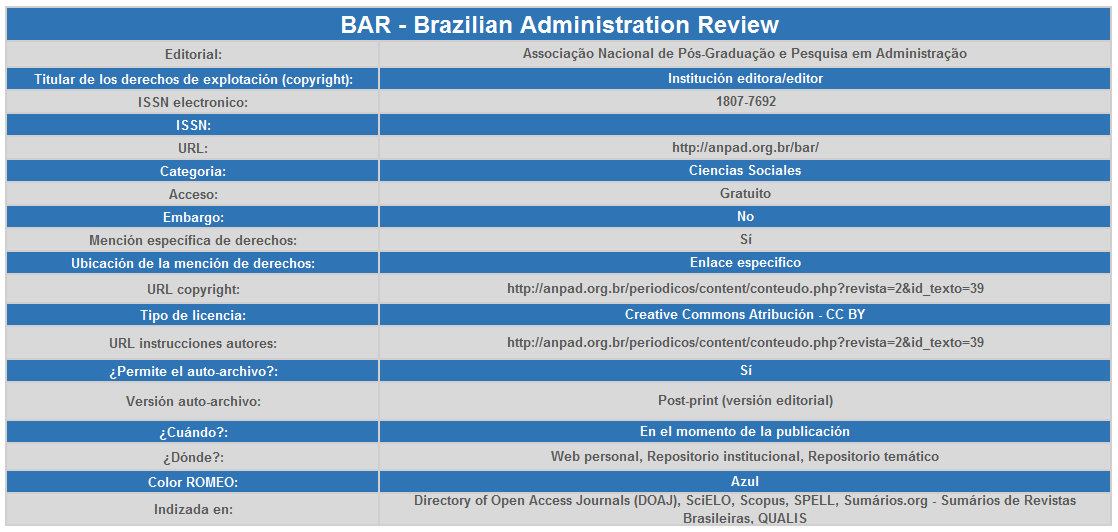 BAR - Brazilian Administration Review
Editorial: Associação Nacional de Pós-Graduação e Pesquisa em Administração
Titular de los derechos de explotación (copyright): Institución editora/editor
ISSN electronico: 1807-7692
ISSN:
URL: http://anpad.org.br/bar/
Categoria: Ciencias Sociales
Acceso: Gratuito
Embargo: No
Mención específica de derechos: Sí
Ubicación de la mención de derechos: Enlace especifico
URL copyright: http://anpad.org.br/periodicos/content/conteudo.php?revista=2&id_texto=39
Tipo de licencia: Creative Commons Atribución - CC BY
URL instrucciones autores: http://anpad.org.br/periodicos/content/conteudo.php?revista=2&id_texto=39
¿Permite el auto-archivo?: Sí
Versión auto-archivo: Post-print (versión editorial)
¿Cuándo?: En el momento de la publicación
¿Dónde?: Web personal, Repositorio institucional, Repositorio temático
Color ROMEO: Azul
Indizada en: Directory of Open Access Journals (DOAJ), SciELO, Scopus, SPELL, Sumários.org - Sumários de Revistas
Brasileiras, QUALIS